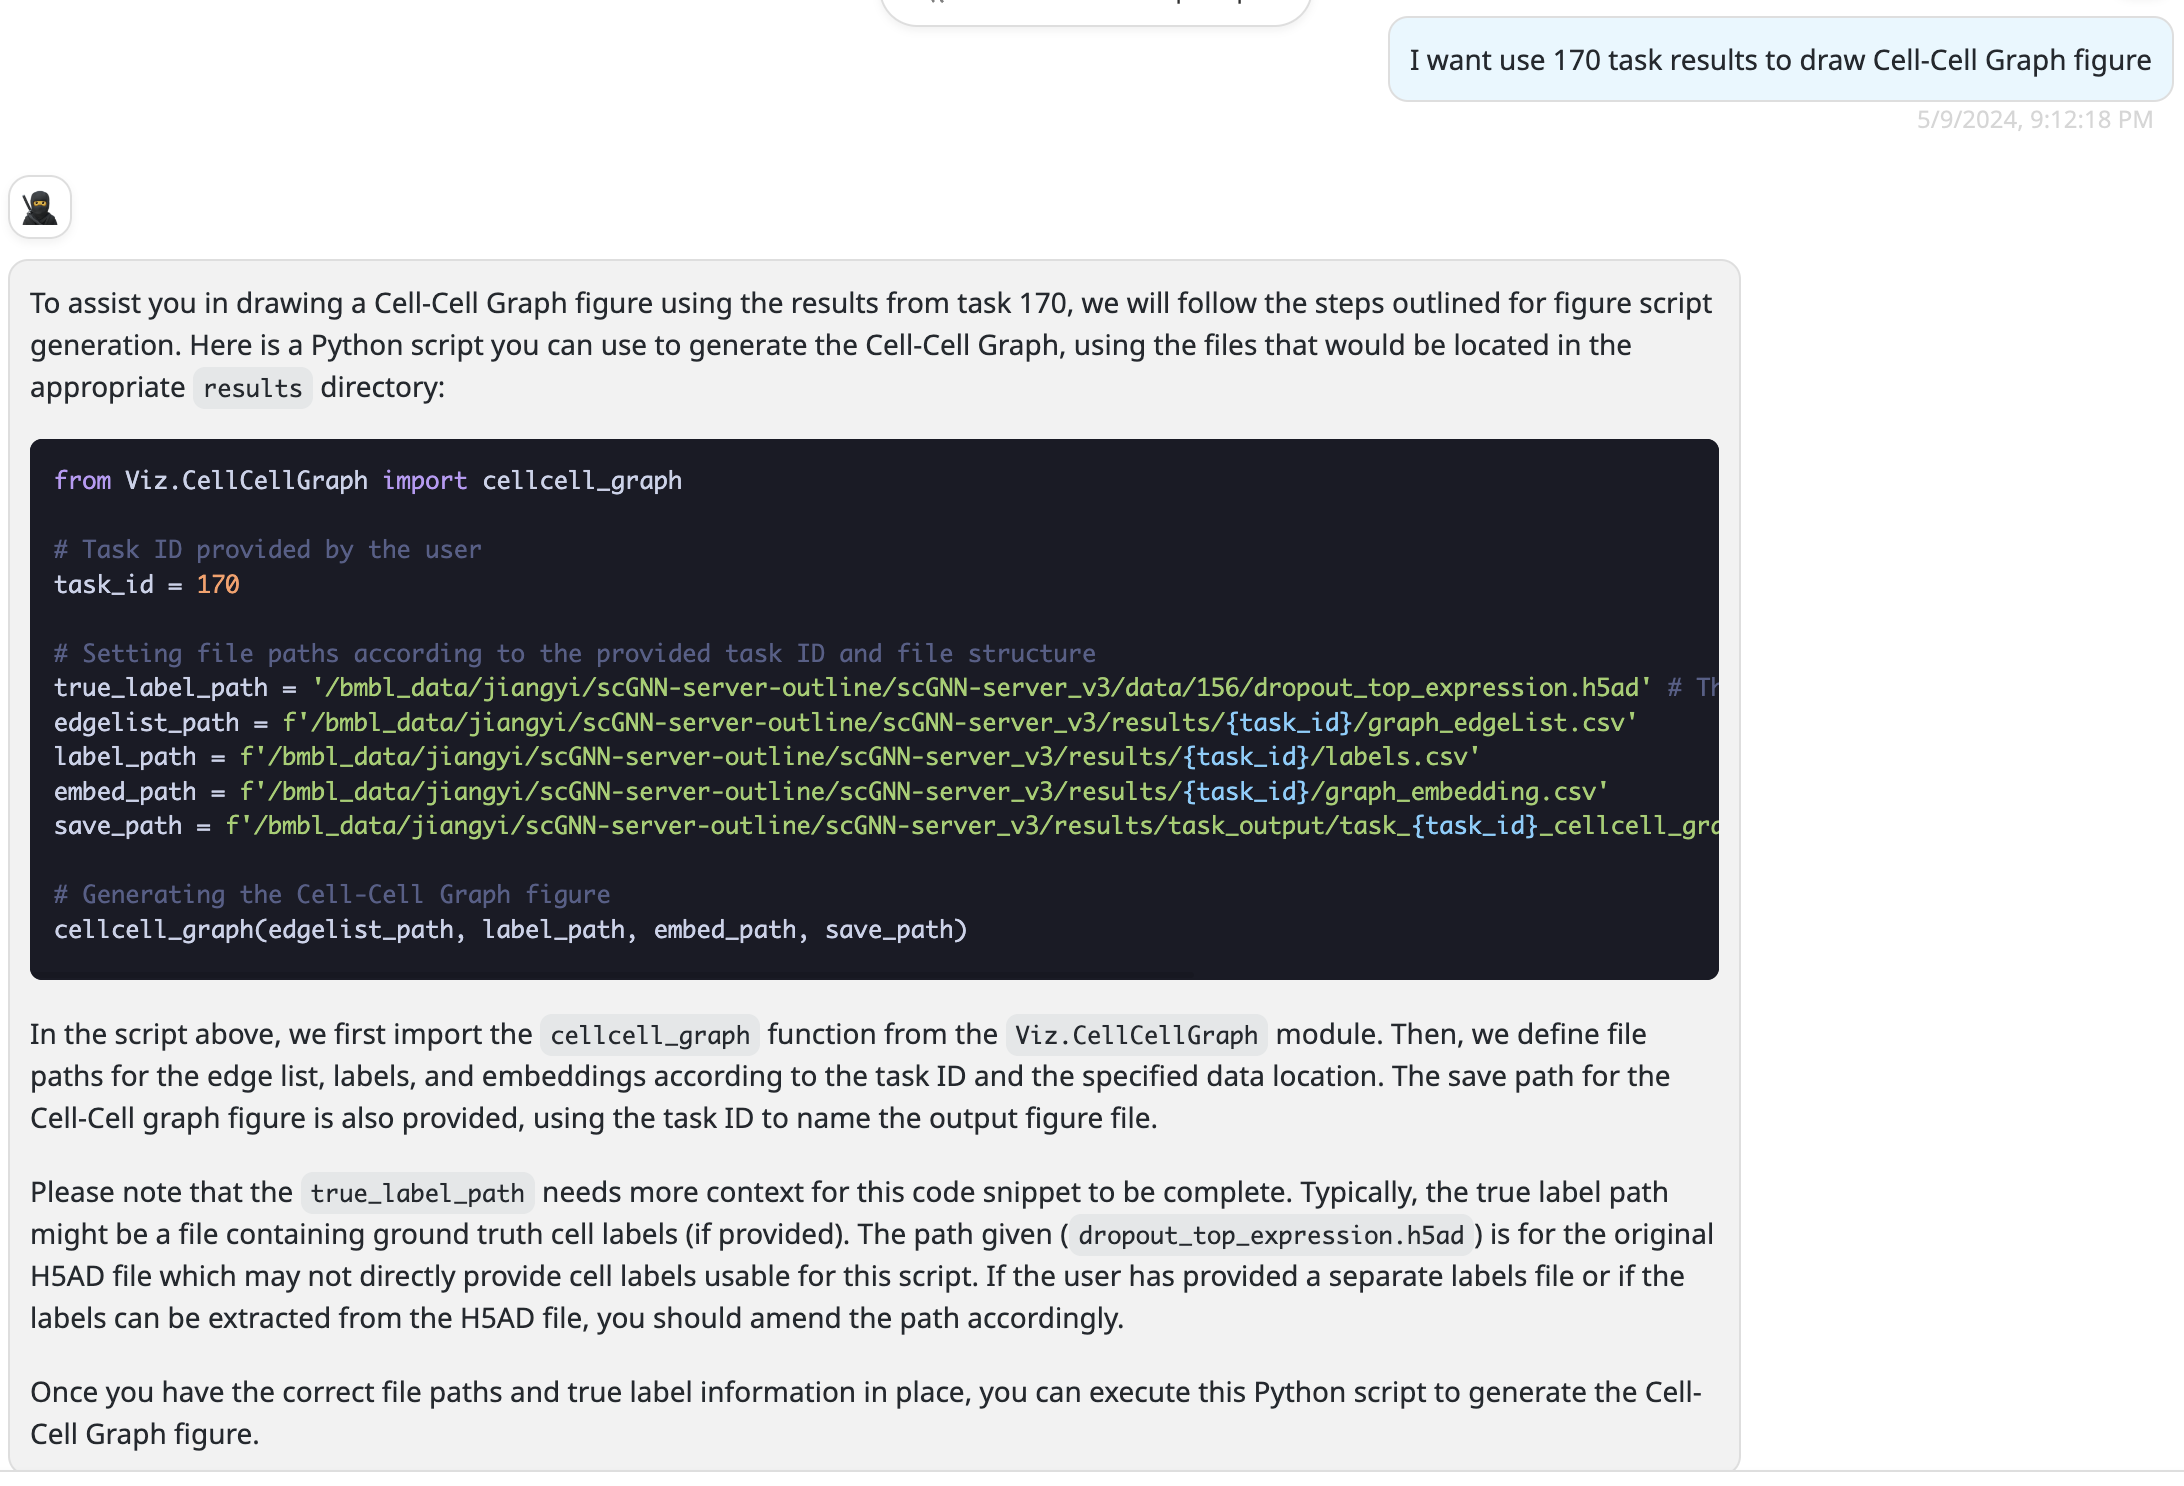 I want use 170 task results to draw Cell-Cell Graph figure
5/9/2024, 9:12:18 PM
To assist you in drawing a Cell-Cell Graph figure using the results from task 170, we will follow the steps outlined for figure script
generation. Here is a Python script you can use to generate the Cell-Cell Graph, using the files that would be located in the
appropriate results directory:
from Viz.CellCellGraph import cellcell_graph
# Task ID provided by the user
task_id = 170
# Setting file paths according to the provided task ID and file structure
true_label_path = '/bmbl_data/jiangyi/scGNN-server-outline/scGNN-server_v3/data/156/dropout_top_expression.h5ad' #
edgelist_path = f'/bmbl_data/jiangyi/scGNN-server-outline/scGNN-server_v3/results/{task_id}/graph_edgeList.csv'
label_path = f'/bmbl_data/jiangyi/scGNN-server-outline/scGNN-server_v3/results/{task_id}/labels.csv'
embed_path = f'/bmbl_data/jiangyi/scGNN-server-outline/scGNN-server_v3/results/{task_id}/graph_embedding.csv'
save_path = f'/bmbl_data/jiangyi/scGNN-server-outline/scGNN-server_v3/results/task_output/task_{task_id}_cellcell_gra
# Generating the Cell-Cell Graph figure
cellcell_graph(edgelist_path, label_path, embed_path, save_path)
In the script above, we first import the cellcell_graph function from the Viz.CellCellGraph module. Then, we define file
paths for the edge list, labels, and embeddings according to the task ID and the specified data location. The save path for the
Cell-Cell graph figure is also provided, using the task ID to name the output figure file.
Please note that the true_label_path needs more context for this code snippet to be complete. Typically, the true label path
might be a file containing ground truth cell labels (if provided). The path given ( dropout_top_expression.h5ad ) is for the original
H5AD file which may not directly provide cell labels usable for this script. If the user has provided a separate labels file or if the
labels can be extracted from the H5AD file, you should amend the path accordingly.
Once you have the correct file paths and true label information in place, you can execute this Python script to generate the Cell-
Cell Graph figure.